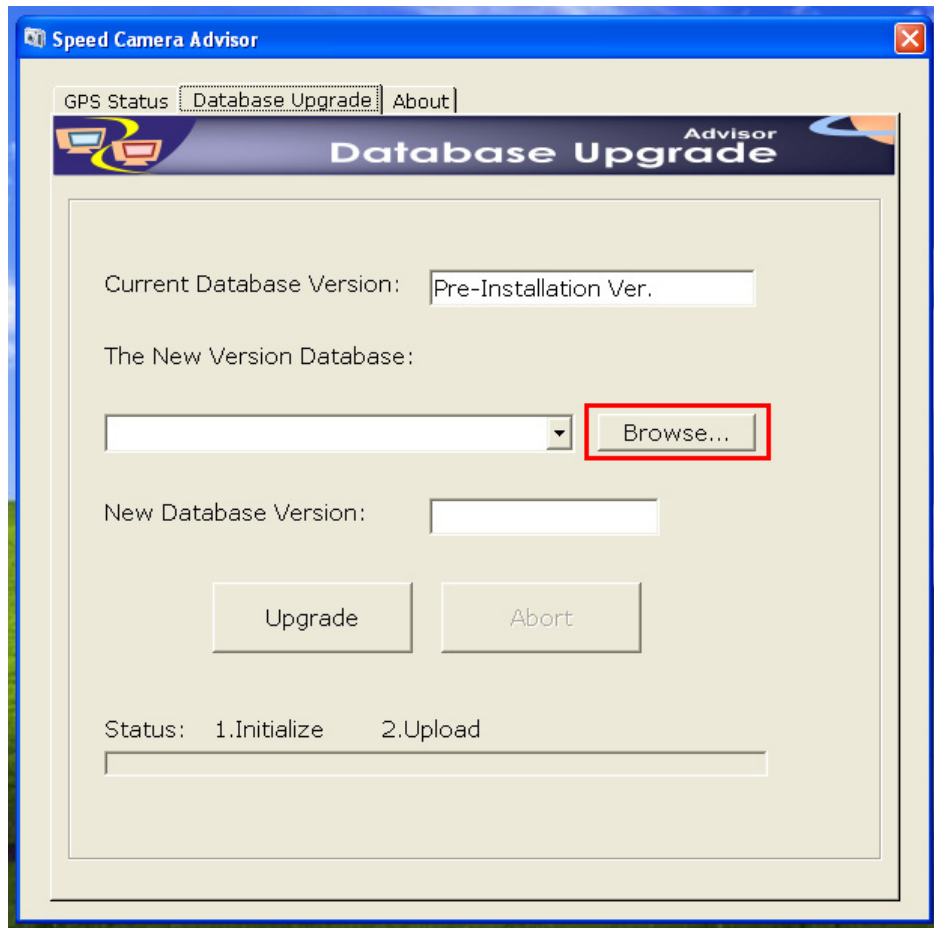 Speed Camera Advisor
GPS Status Database Upgrade About
Advisor
Database Upgrade
Current Database Version: Pre-Installation Ver.
The New Version Database:
Browse...
New Database Version:
Upgrade Abort
Status: 1.Initialize 2.Upload